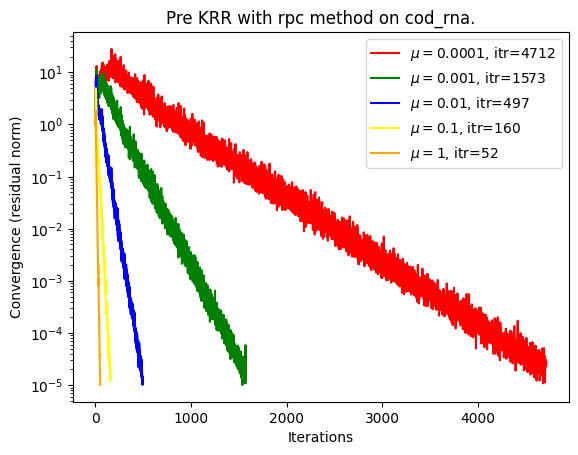 Pre KRR with rpc method on cod_rna.
Convergence (residual norm)
10¹
10⁰
10⁻¹
10⁻²
10⁻³
10⁻⁴
10⁻⁵
μ = 0.0001, itr=4712
μ = 0.001, itr=1573
μ = 0.01, itr=497
μ = 0.1, itr=160
μ = 1, itr=52
0 1000 2000 3000 4000
Iterations